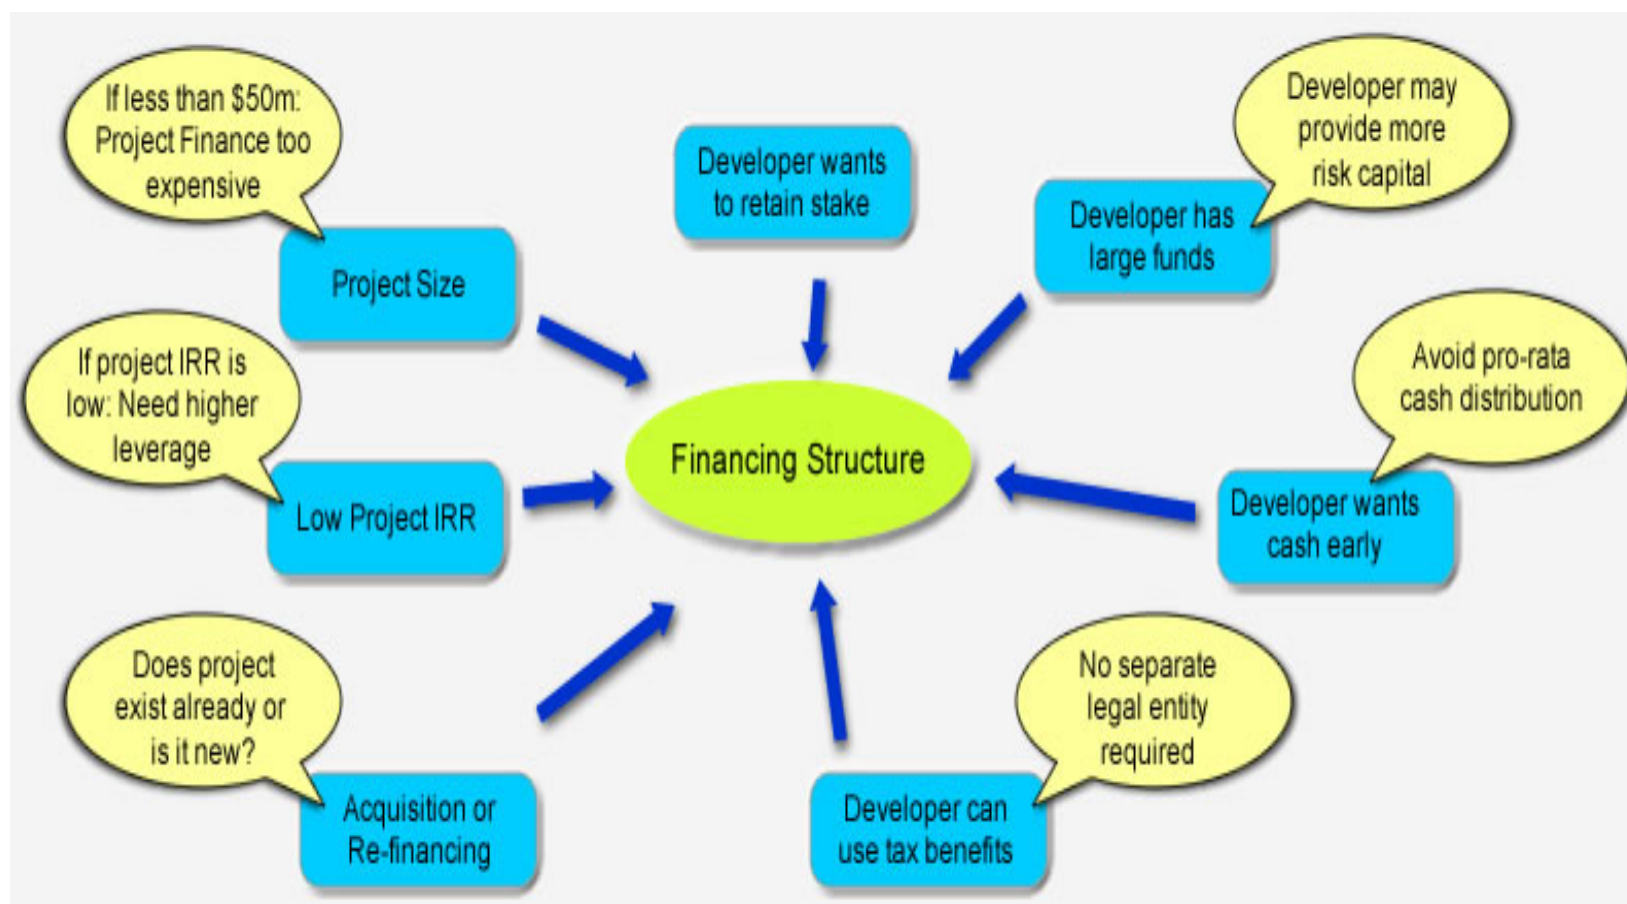 If less than $50m:
Project Finance too
expensive
Project Size
Developer wants
to retain stake
Developer may
provide more
risk capital
Developer has
large funds
If project IRR is
low: Need higher
leverage
Low Project IRR
Financing Structure
Avoid pro-rata
cash distribution
Developer wants
cash early
Does project
exist already or
is it new?
Acquisition or
Re-financing
No separate
legal entity
required
Developer can
use tax benefits